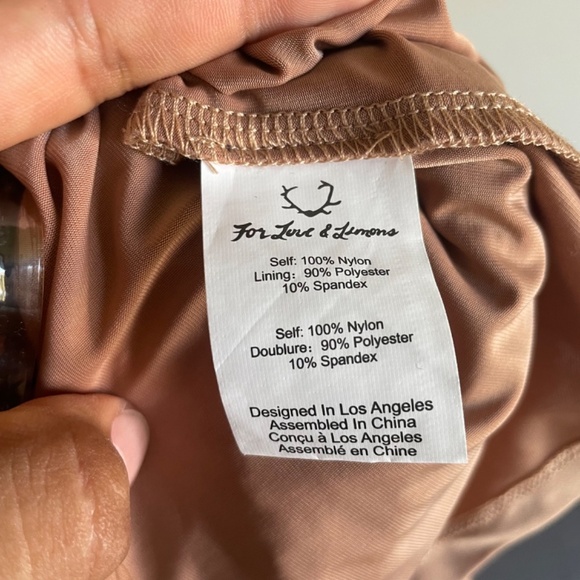 For Love & Lemons
Self: 100% Nylon
Lining: 90% Polyester
10% Spandex
Self: 100% Nylon
Doublure: 90% Polyester
10% Spandex
Designed In Los Angeles
Assembled In China
Conçu à Los Angeles
Assemblé en Chine